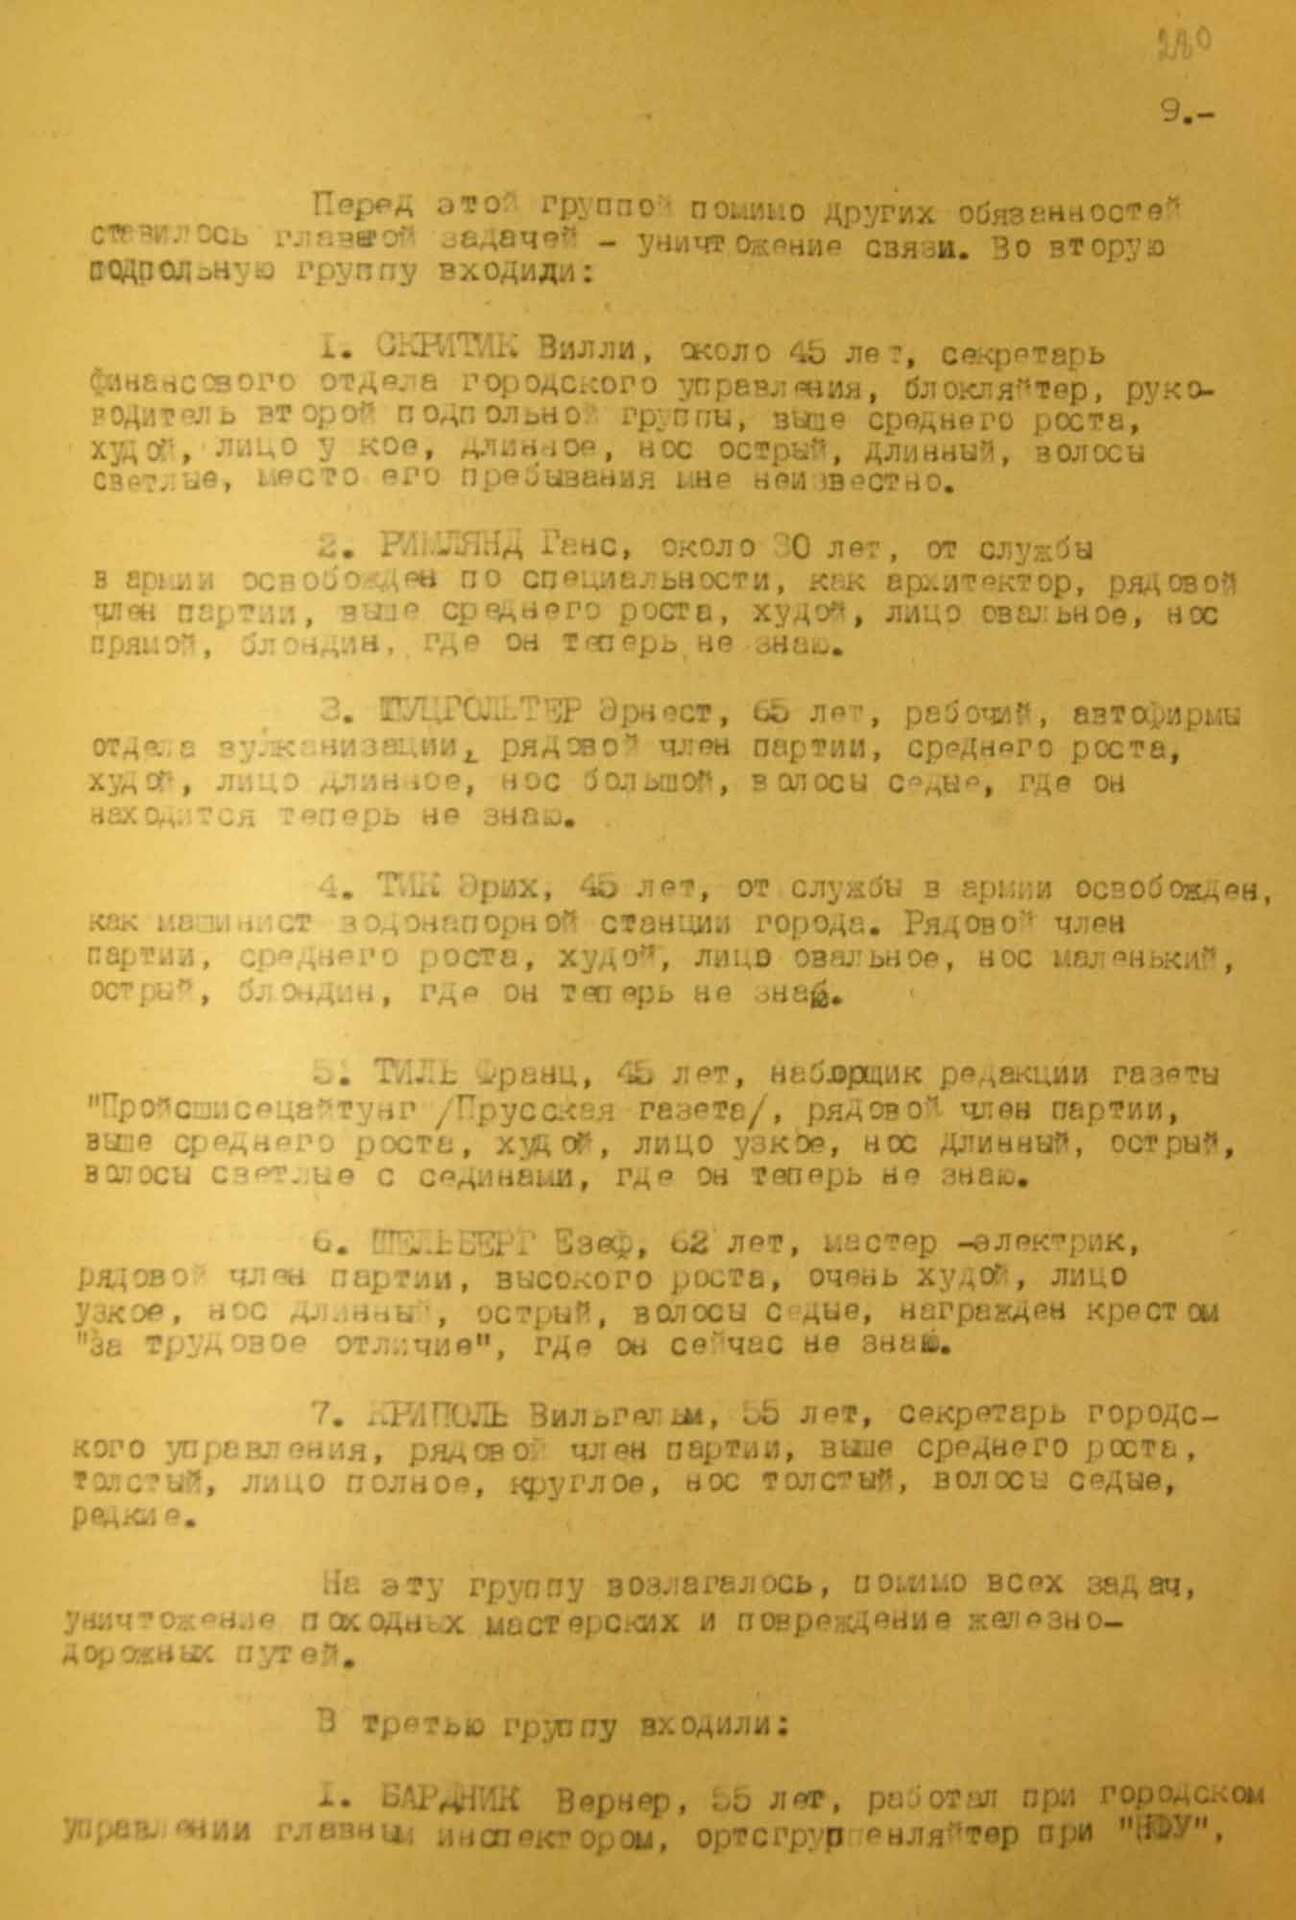 220
9.-
Перед этой группой помимо других обязанностей
ставилось главной задачей - уничтожение связи. Во вторую
подпольную группу входили:
1. СКРИТИК Вилли, около 45 лет, секретарь
финансового отдела городского управления, блокляйтер, руко-
водитель второй подпольной группы, выше среднего роста,
худой, лицо узкое, длинное, нос острый, длинный, волосы
светлые, место его пребывания мне неизвестно.
2. РИМЛЯНД Ганс, около 30 лет, от службы
в армии освобожден по специальности, как архитектор, рядовой
член партии, выше среднего роста, худой, лицо овальное, нос
прямой, блондин, где он теперь не знаю.
3. ШУЦГОЛЬТЕР Эрнест, 65 лет, рабочий, автофирмы
отдела вулканизации, рядовой член партии, среднего роста,
худой, лицо длинное, нос большой, волосы седые, где он
находится теперь не знаю.
4. ТИК Эрих, 45 лет, от службы в армии освобожден,
как машинист водонапорной станции города. Рядовой член
партии, среднего роста, худой, лицо овальное, нос маленький,
острый, блондин, где он теперь не знаю.
5. ТИЛЬ Франц, 45 лет, наборщик редакции газеты
"Пройсшисецайтунг /Прусская газета/, рядовой член партии,
выше среднего роста, худой, лицо узкое, нос длинный, острый,
волосы светлые с сединами, где он теперь не знаю.
6. ШЕЛЬБЕРГ Езеф, 62 лет, мастер -электрик,
рядовой член партии, высокого роста, очень худой, лицо
узкое, нос длинный, острый, волосы седые, награжден крестом
"За трудовое отличие", где он сейчас не знаю.
7. КРИПОЛЬ Вильгельм, 55 лет, секретарь городс-
кого управления, рядовой член партии, выше среднего роста,
толстый, лицо полное, круглое, нос толстый, волосы седые,
редкие.
На эту группу возлагалось, помимо всех задач,
уничтожение походных мастерских и повреждение железно-
дорожных путей.
В третью группу входили:
1. БАРДНИК Вернер, 55 лет, работал при городском
управлении главным инспектором, ортсгруппенляйтер при "НФУ",